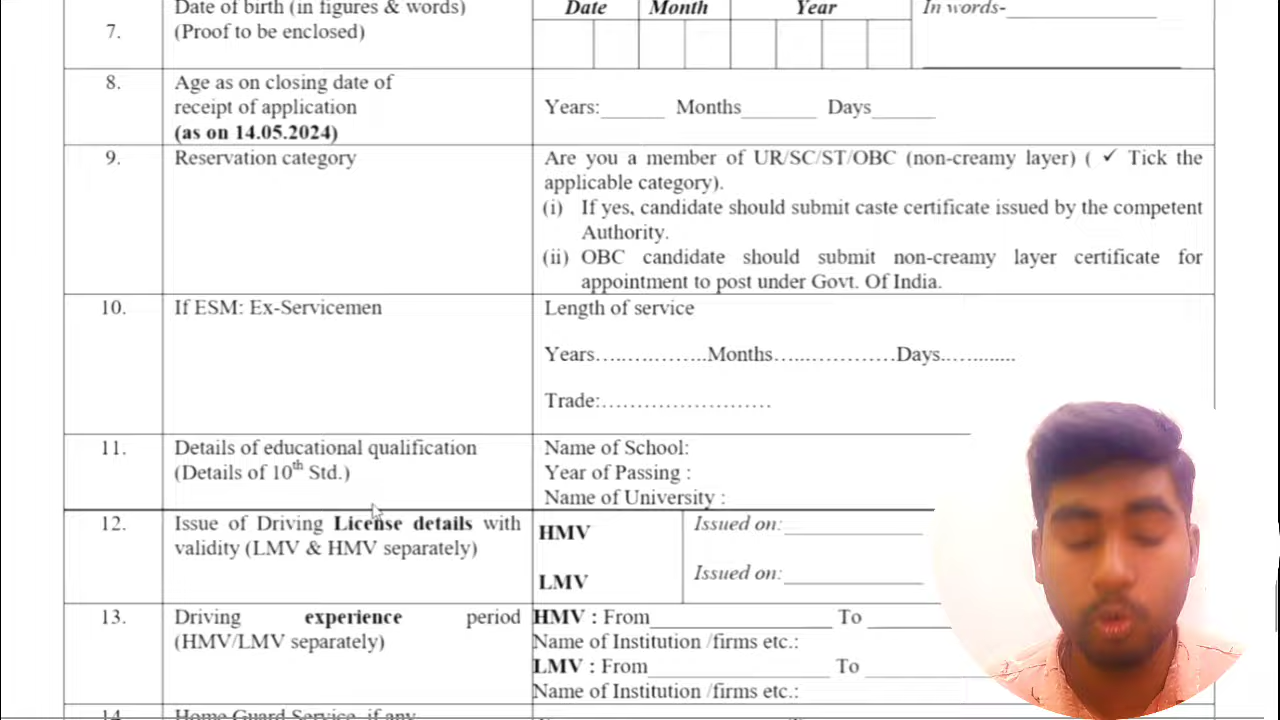 Date of birth (in figures & words)
Date Month Year In words-
7. (Proof to be enclosed)
8. Age as on closing date of
receipt of application Years:______ Months_______ Days______
(as on 14.05.2024)
9. Reservation category Are you a member of UR/SC/ST/OBC (non-creamy layer) ( ✓ Tick the
applicable category).
(i) If yes, candidate should submit caste certificate issued by the competent
Authority.
(ii) OBC candidate should submit non-creamy layer certificate for
appointment to post under Govt. Of India.
10. If ESM: Ex-Servicemen Length of service
Years...................Months.....................Days.............
Trade:..........................
11. Details of educational qualification Name of School:
(Details of 10th Std.) Year of Passing :
Name of University :
12. Issue of Driving License details with HMV Issued on:
validity (LMV & HMV separately)
LMV Issued on:
13. Driving experience period HMV : From_________________ To
(HMV/LMV separately) Name of Institution /firms etc.:
LMV : From_________________ To
Name of Institution /firms etc.:
14 Home Guard Service, if any